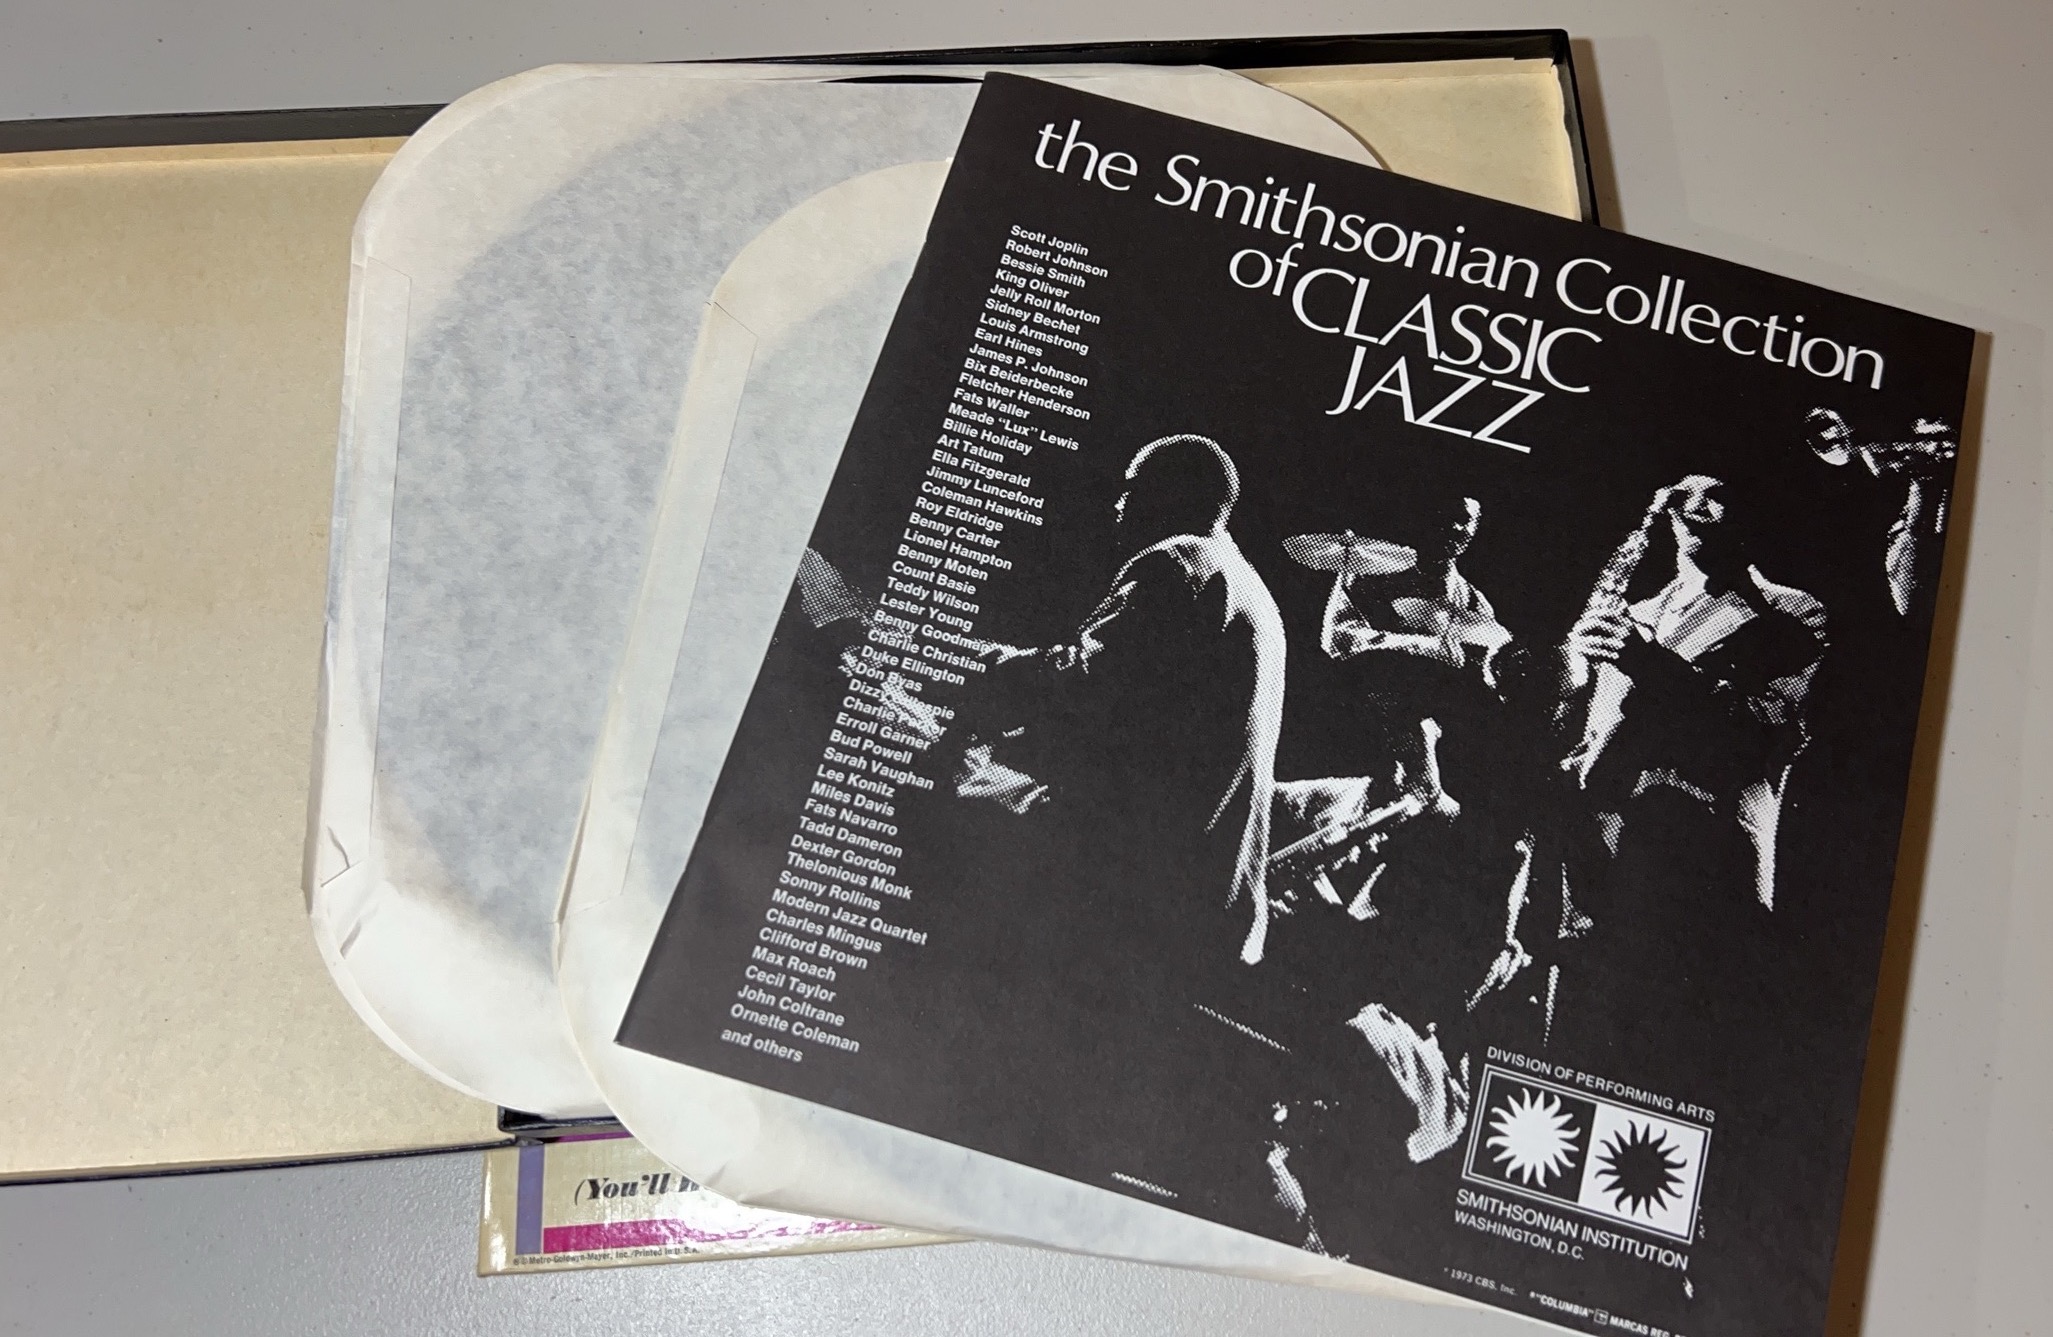 the Smithsonian Collection
of CLASSIC
JAZZ
Scott Joplin
Robert Johnson
Bessie Smith
King Oliver
Jelly Roll Morton
Sidney Bechet
Louis Armstrong
Earl Hines
James P. Johnson
Bix Beiderbecke
Fletcher Henderson
Fats Waller
Meade “Lux” Lewis
Billie Holiday
Art Tatum
Ella Fitzgerald
Jimmy Lunceford
Coleman Hawkins
Roy Eldridge
Benny Carter
Lionel Hampton
Benny Moten
Count Basie
Teddy Wilson
Lester Young
Benny Goodman
Charlie Christian
Duke Ellington
Don Byas
Dizzy Gillespie
Charlie Parker
Erroll Garner
Bud Powell
Sarah Vaughan
Lee Konitz
Miles Davis
Fats Navarro
Tadd Dameron
Dexter Gordon
Thelonious Monk
Sonny Rollins
Modern Jazz Quartet
Charles Mingus
Clifford Brown
Max Roach
Cecil Taylor
John Coltrane
Ornette Coleman
and others
DIVISION OF PERFORMING ARTS
SMITHSONIAN INSTITUTION
WASHINGTON, D.C.
1973 CBS, Inc. ® "COLUMBIA" MARCAS REG.
(You'll
© Metro-Goldwyn-Mayer, Inc./Printed in U.S.A.